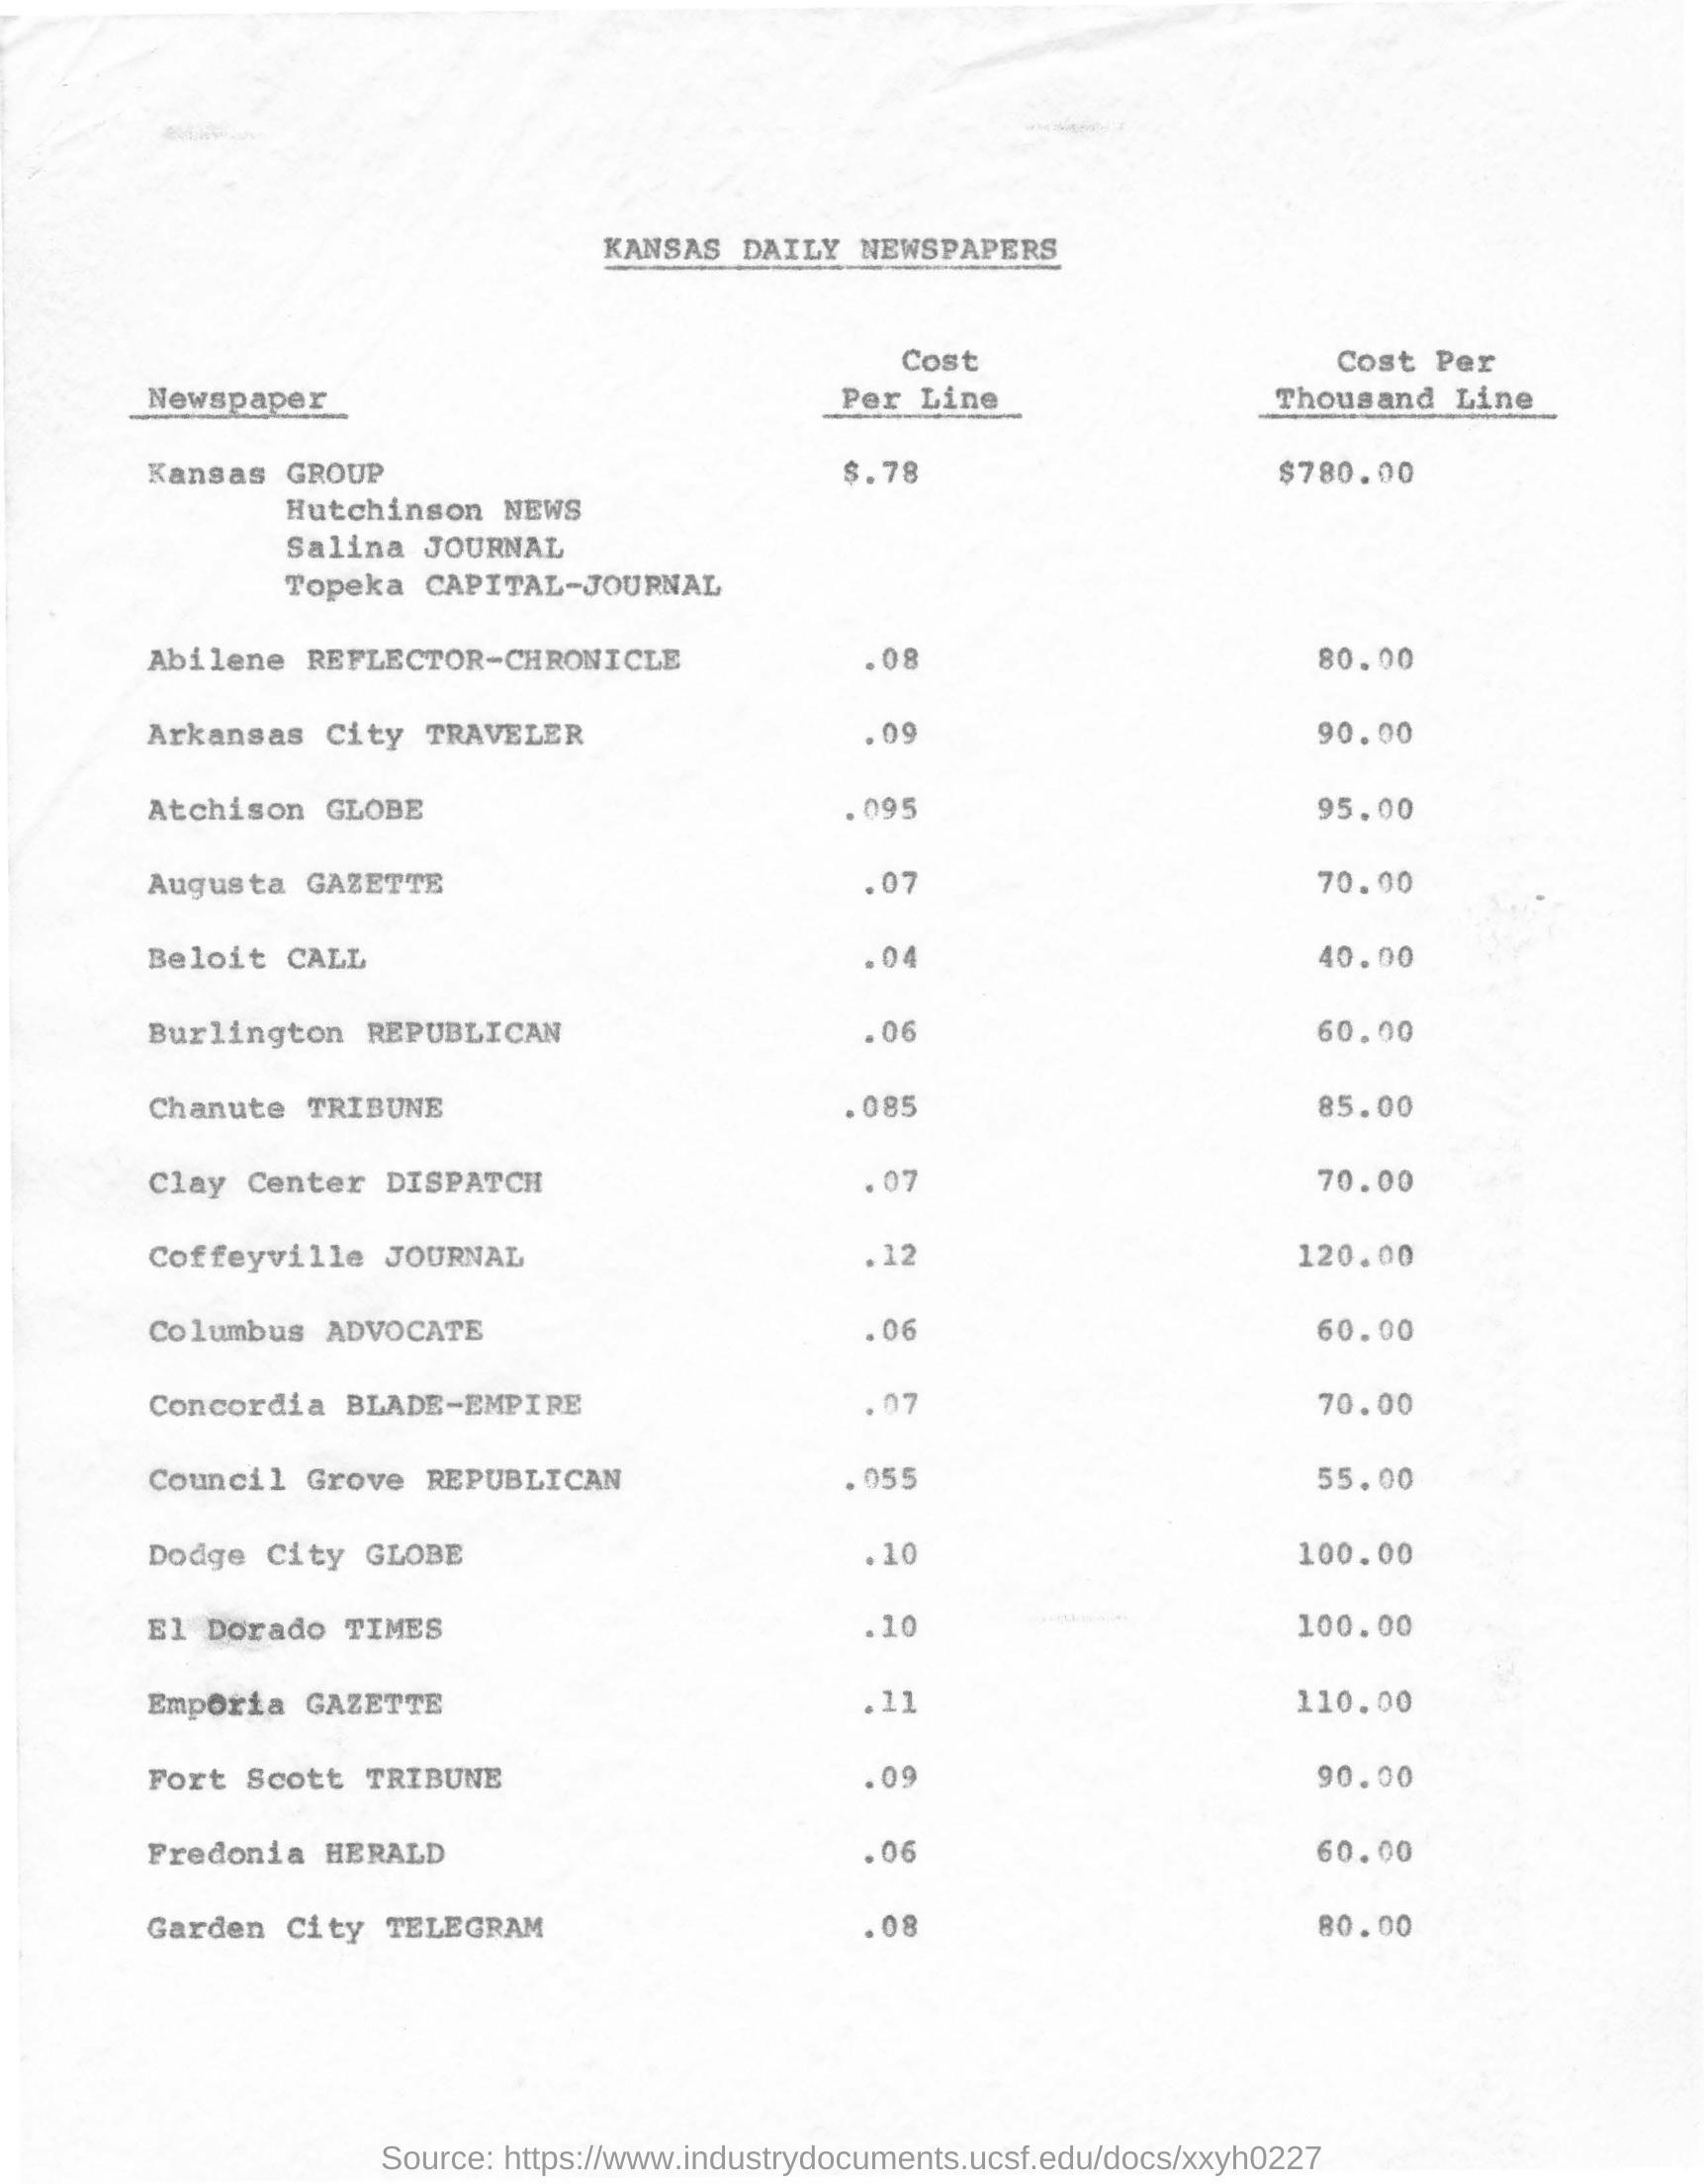 KANSAS DAILY NEWSPAPERS
Newspaper Cost Per Line Cost Per Thousand Line
Kansas GROUP $.78 $780.00
Hutchinson NEWS
Salina JOURNAL
Topeka CAPITAL-JOURNAL
Abilene REFLECTOR-CHRONICLE .08 80.00
Arkansas City TRAVELER .09 90.00
Atchison GLOBE .095 95.00
Augusta GAZETTE .07 70.00
Beloit CALL .04 40.00
Burlington REPUBLICAN .06 60.00
Chanute TRIBUNE .085 85.00
Clay Center DISPATCH .07 70.00
Coffeyville JOURNAL .12 120.00
Columbus ADVOCATE .06 60.00
Concordia BLADE-EMPIRE .07 70.00
Council Grove REPUBLICAN .055 55.00
Dodge City GLOBE .10 100.00
El Dorado TIMES .10 100.00
Emporia GAZETTE .11 110.00
Fort Scott TRIBUNE .09 90.00
Fredonia HERALD .06 60.00
Garden City TELEGRAM .08 80.00
Source: https://www.industrydocuments.ucsf.edu/docs/xxyh0227